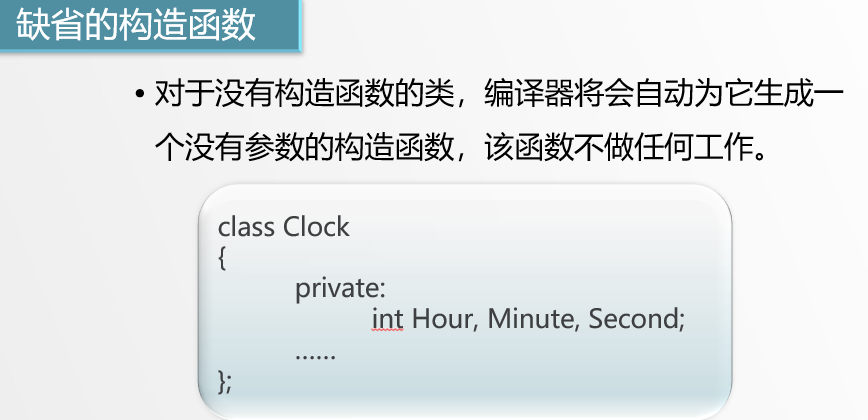 缺省的构造函数
• 对于没有构造函数的类，编译器将会自动为它生成一
个没有参数的构造函数，该函数不做任何工作。
class Clock
{
private:
int Hour, Minute, Second;
……
};